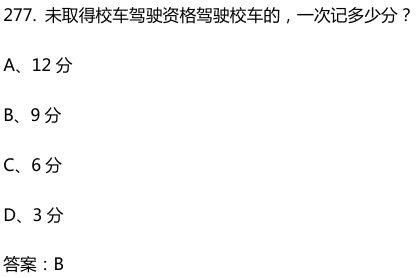 277. 未取得校车驾驶资格驾驶校车的，一次记多少分？
A、12 分
B、9 分
C、6 分
D、3 分
答案：B